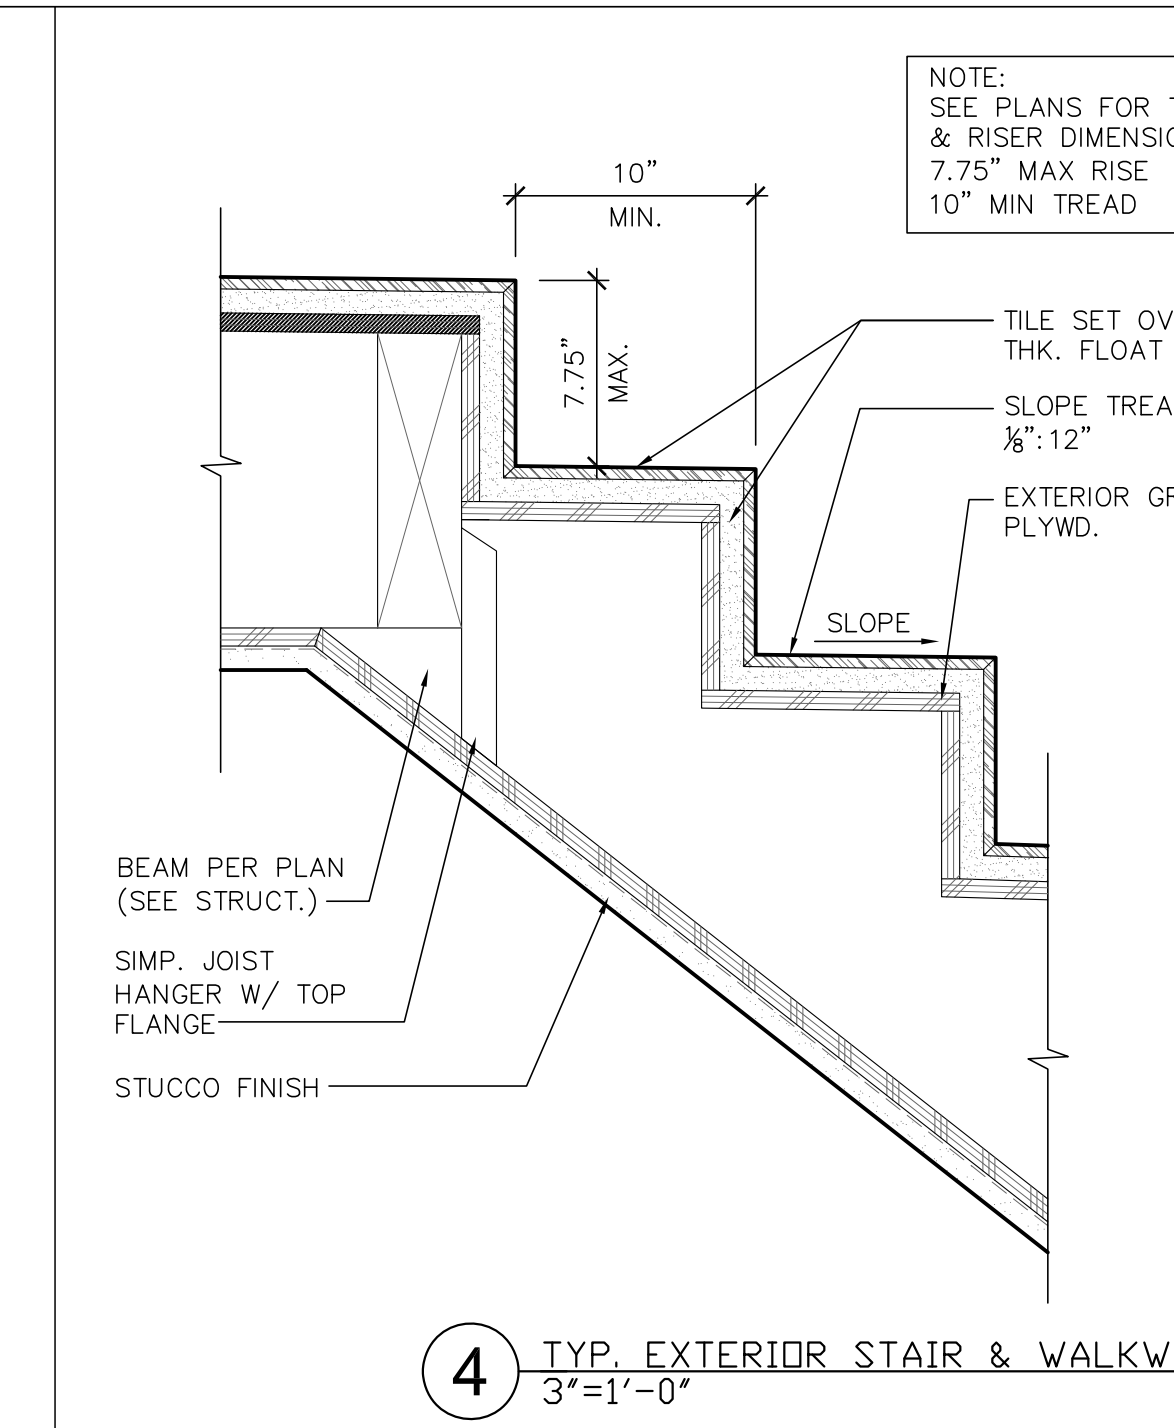 NOTE:
SEE PLANS FOR
& RISER DIMENSIO
7.75” MAX RISE
10” MIN TREAD
10”
MIN.
7.75”
MAX.
TILE SET OV
THK. FLOAT
SLOPE TREA
⅛”:12”
EXTERIOR GR
PLYWD.
SLOPE
BEAM PER PLAN
(SEE STRUCT.)
SIMP. JOIST
HANGER W/ TOP
FLANGE
STUCCO FINISH
4
TYP. EXTERIOR STAIR & WALKW
3"=1'-0"